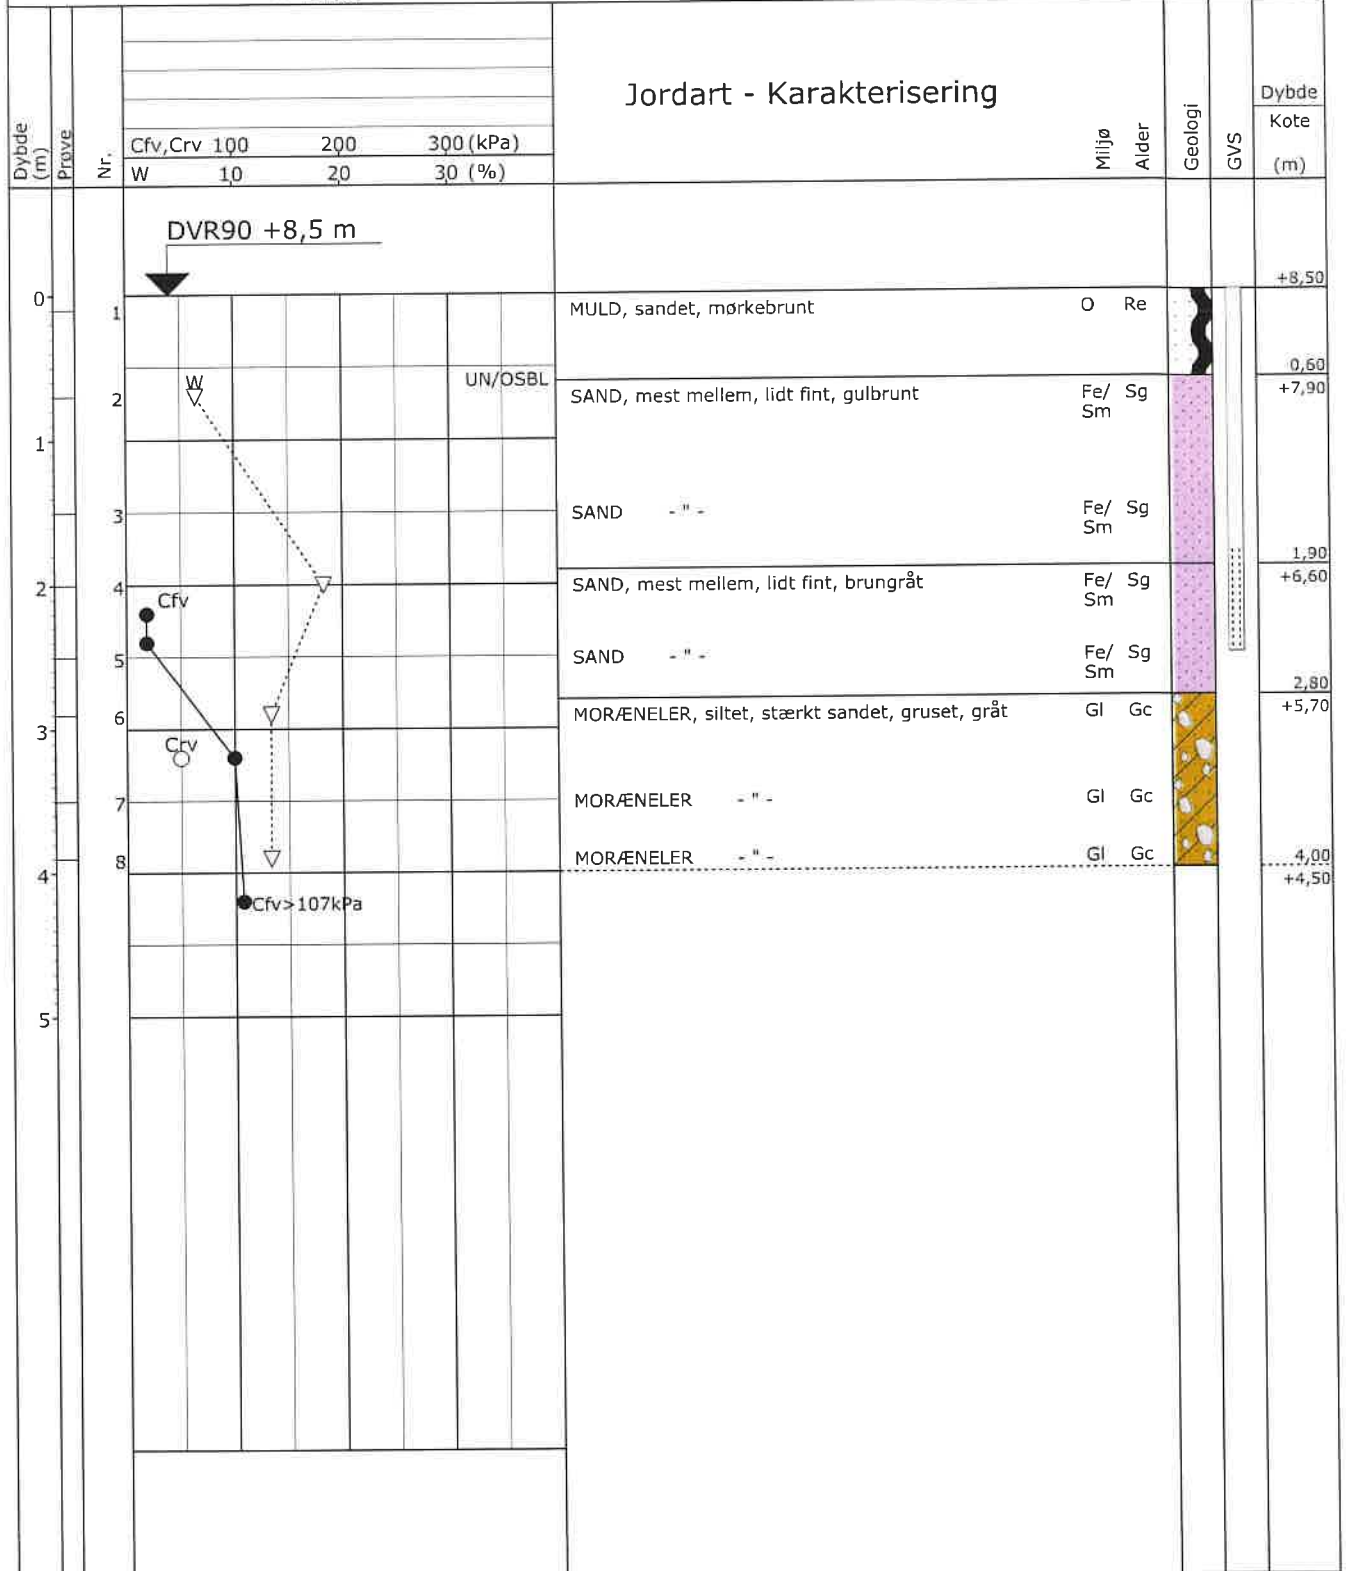 Jordart - Karakterisering
Dybde (m)
Prøve
Nr.
Cfv,Crv 100 200 300 (kPa)
W 10 20 30 (%)
Miljø
Alder
Geologi
GVS
Dybde
Kote
(m)
DVR90 +8,5 m
+8,50
0
1 MULD, sandet, mørkebrunt O Re
0,60
UN/OSBL
W
2 SAND, mest mellem, lidt fint, gulbrunt Fe/ Sg +7,90
Sm
1
3 SAND - " - Fe/ Sg
Sm
1,90
2 4 SAND, mest mellem, lidt fint, brungråt Fe/ Sg +6,60
Sm
Cfv
5 SAND - " - Fe/ Sg
Sm
2,80
6 MORÆNELER, siltet, stærkt sandet, gruset, gråt Gl Gc +5,70
3
Crv
7 MORÆNELER - " - Gl Gc
8 MORÆNELER - " - Gl Gc 4,00
4 +4,50
Cfv>107kPa
5